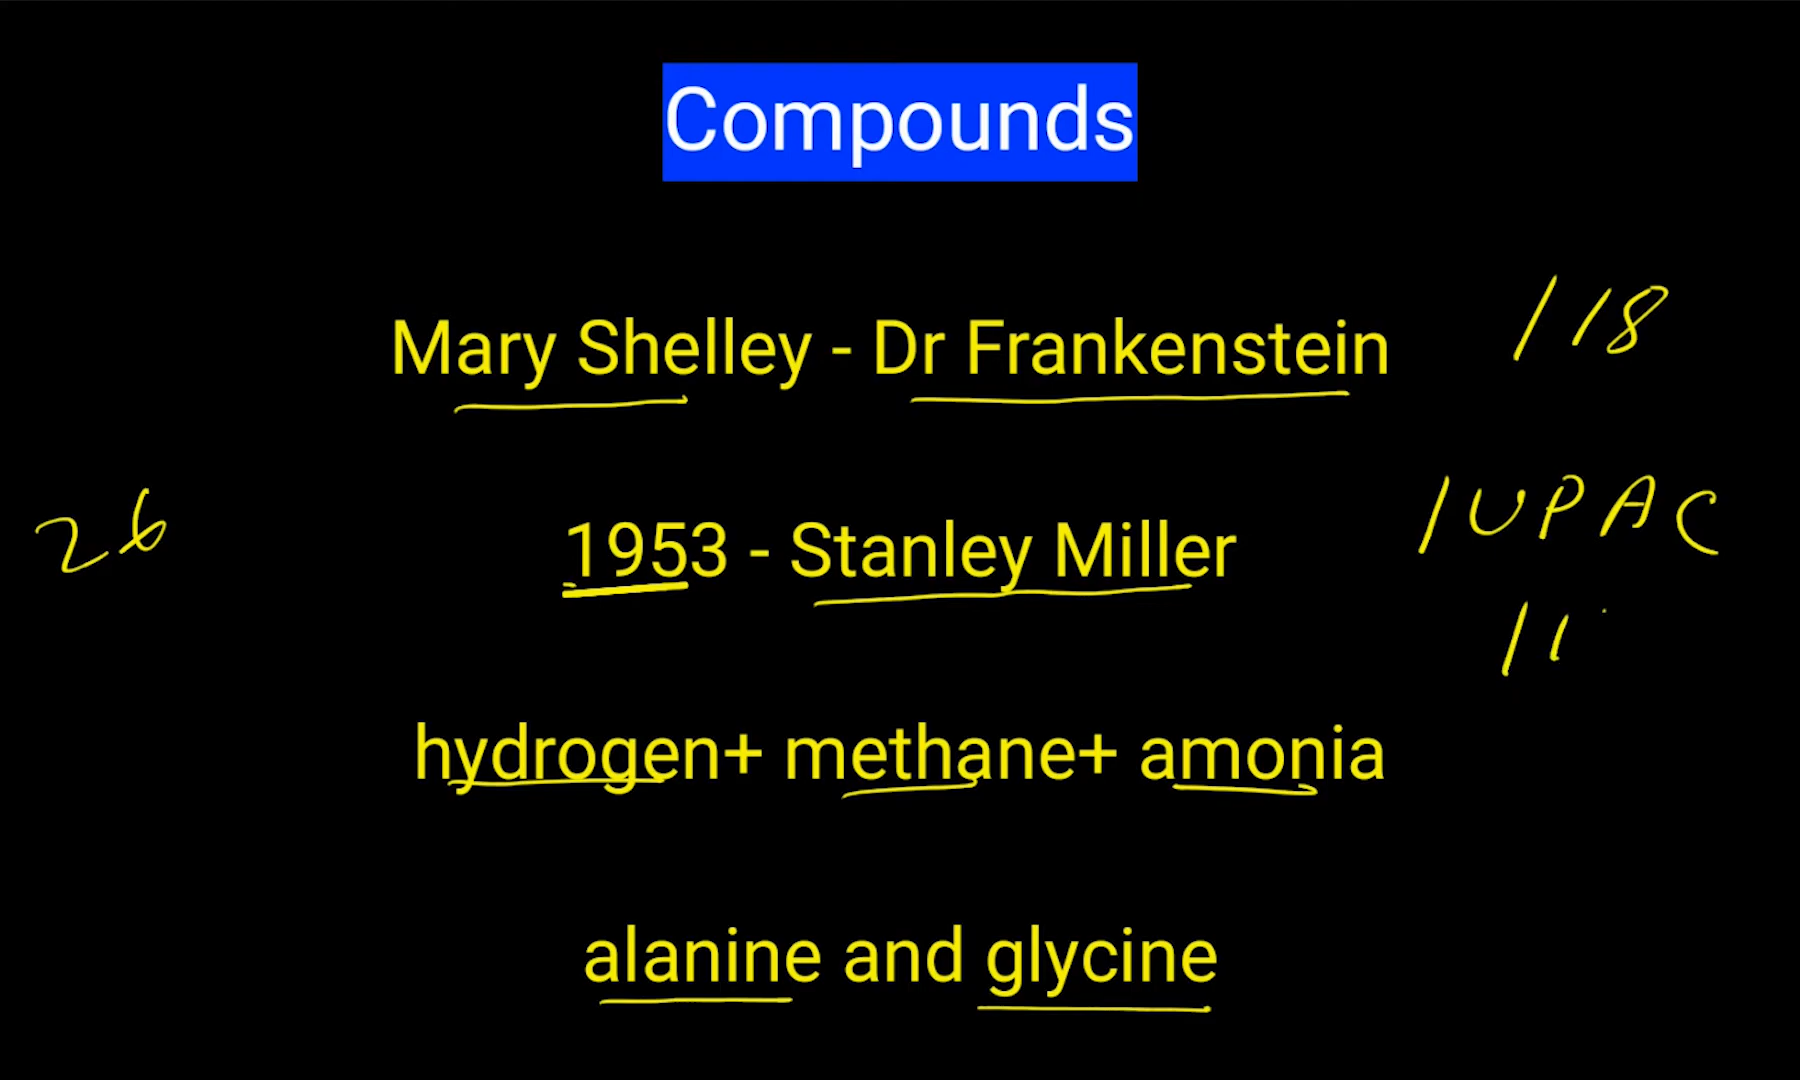 Compounds
Mary Shelley - Dr Frankenstein
118
26
1953 - Stanley Miller
IUPAC
11
hydrogen+ methane+ amonia
alanine and glycine